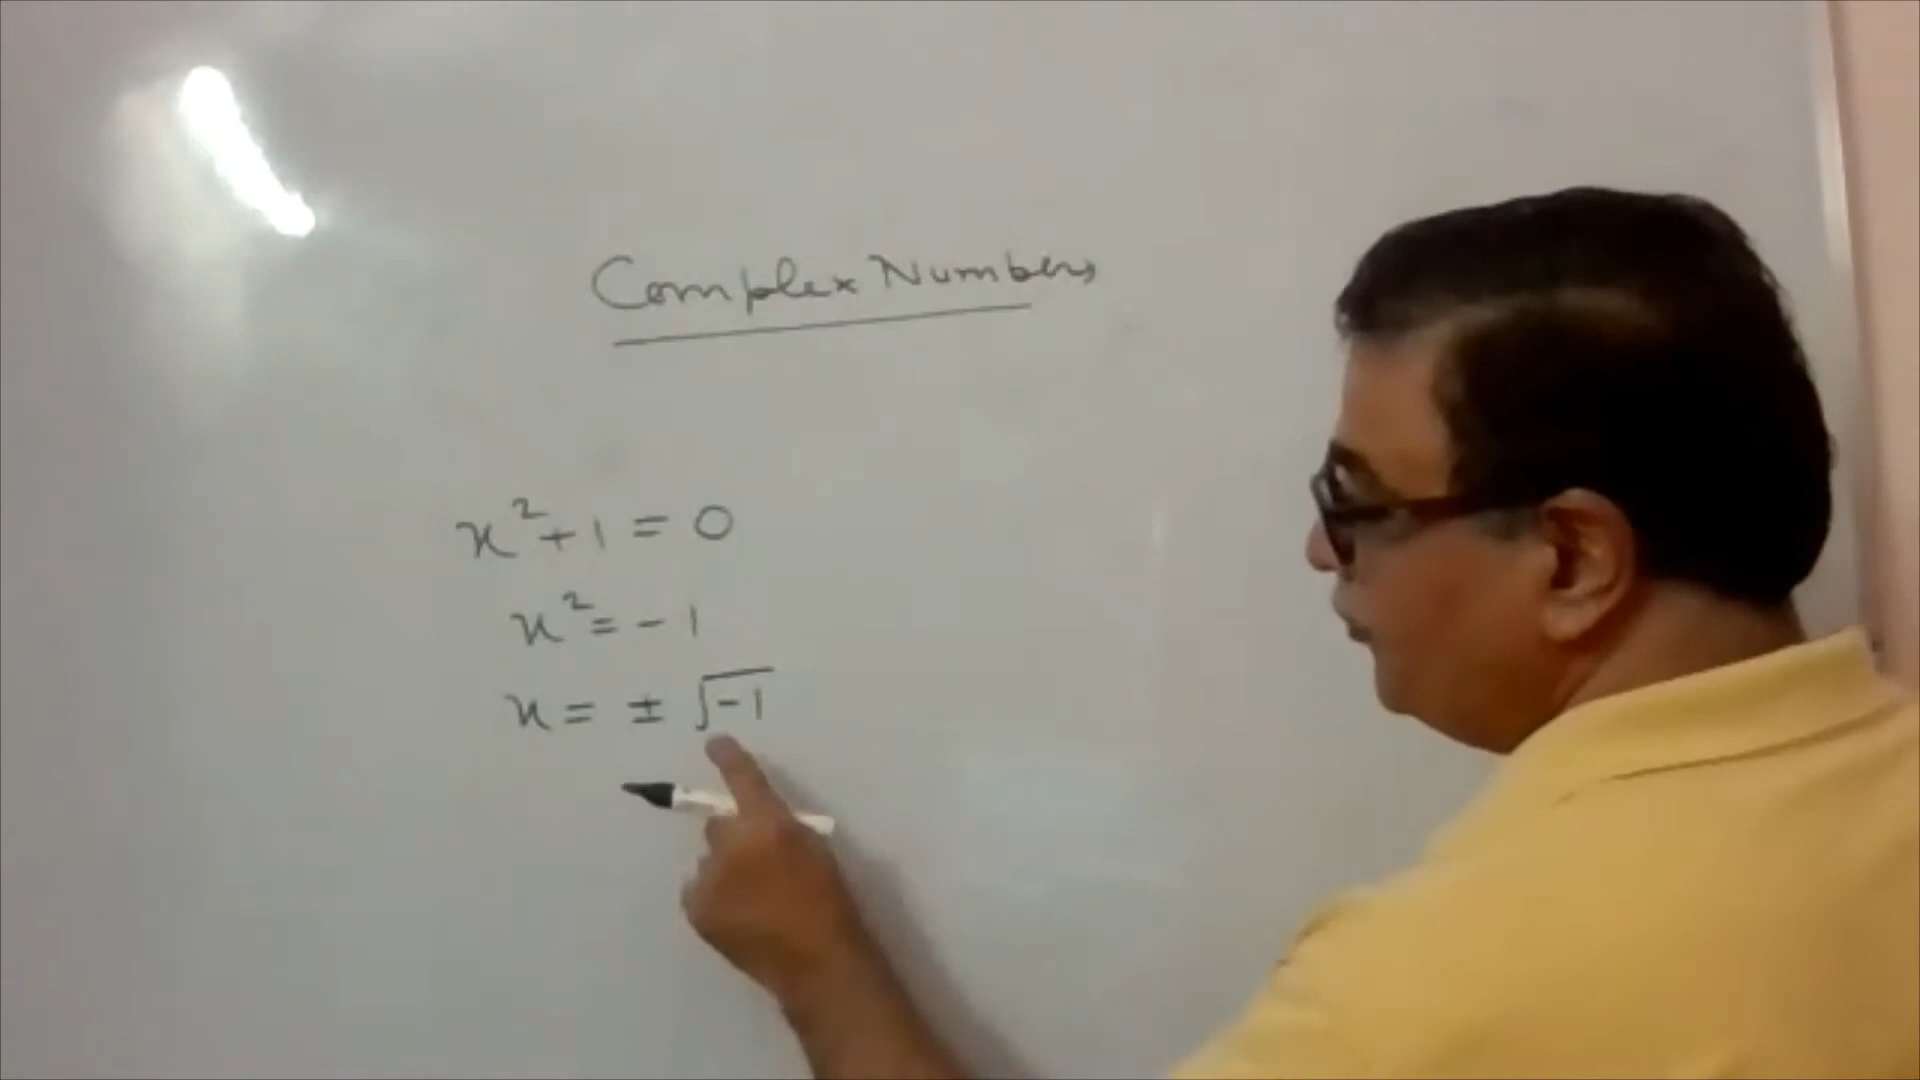 Complex Numbers
x² + 1 = 0
x² = - 1
x = ± √-1